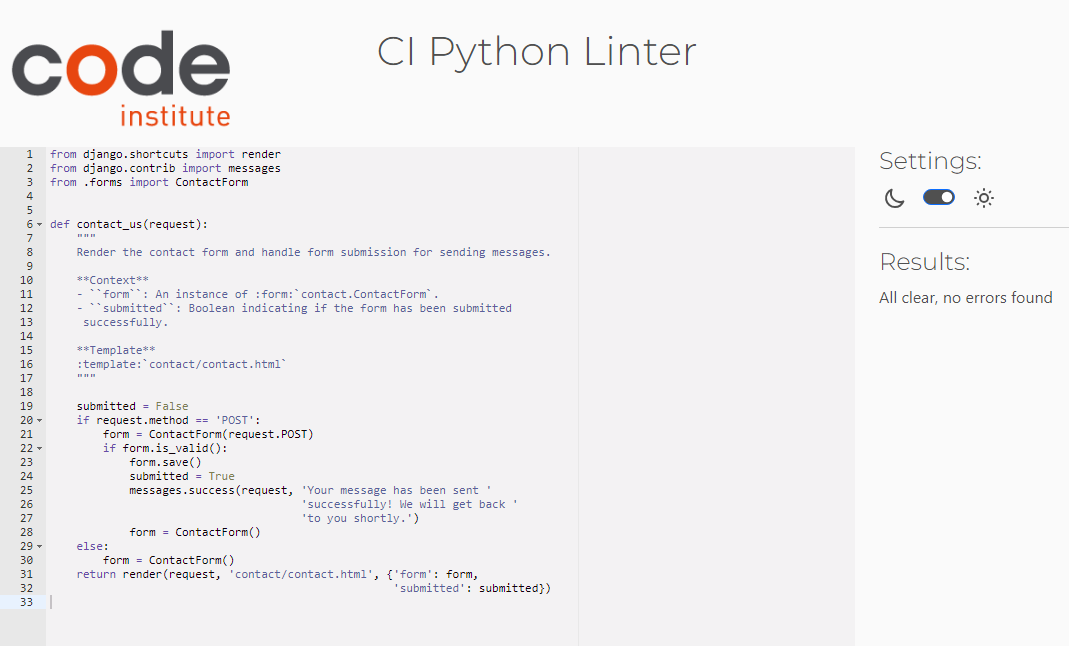 code
institute
CI Python Linter
1 from django.shortcuts import render
2 from django.contrib import messages
3 from .forms import ContactForm
4
5
6 def contact_us(request):
7     """
8     Render the contact form and handle form submission for sending messages.
9
10     **Context**
11     - ``form``: An instance of :form:`contact.ContactForm`.
12     - ``submitted``: Boolean indicating if the form has been submitted
13      successfully.
14
15     **Template**
16     :template:`contact/contact.html`
17     """
18
19     submitted = False
20     if request.method == 'POST':
21         form = ContactForm(request.POST)
22         if form.is_valid():
23             form.save()
24             submitted = True
25             messages.success(request, 'Your message has been sent '
26                                       'successfully! We will get back '
27                                       'to you shortly.')
28             form = ContactForm()
29     else:
30         form = ContactForm()
31     return render(request, 'contact/contact.html', {'form': form,
32                                                     'submitted': submitted})
33
Settings:
Results:
All clear, no errors found